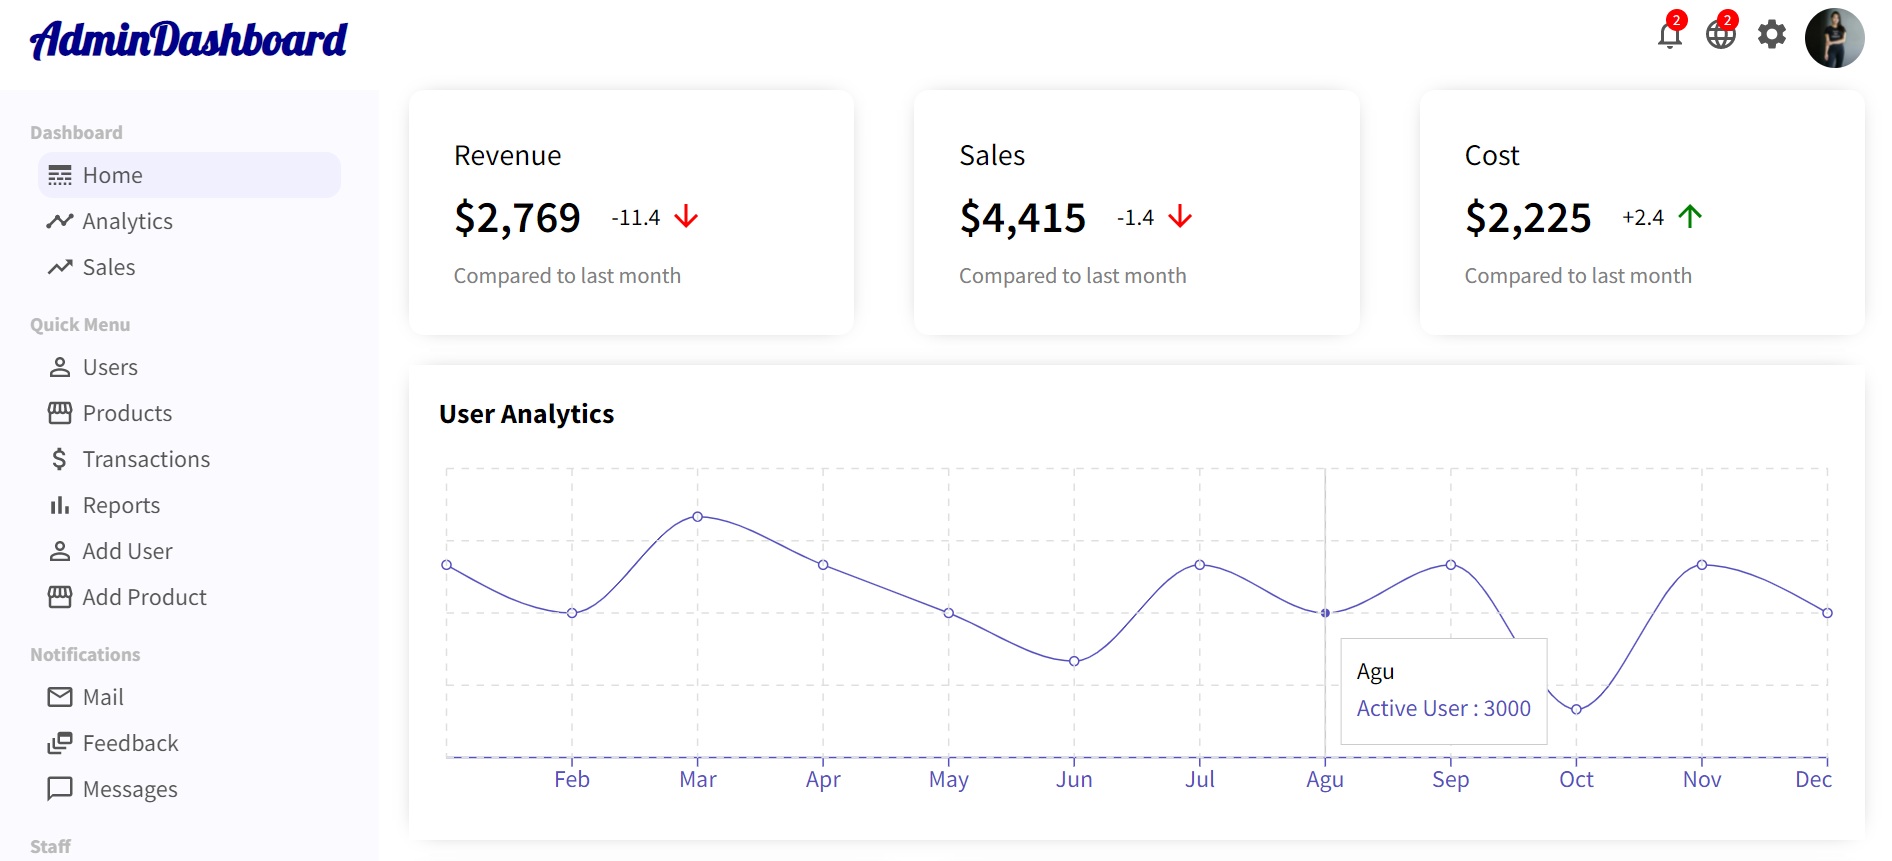 AdminDashboard
2
2
Dashboard
Home
Analytics
Sales
Quick Menu
Users
Products
Transactions
Reports
Add User
Add Product
Notifications
Mail
Feedback
Messages
Staff
Revenue
$2,769 -11.4
Compared to last month
Sales
$4,415 -1.4
Compared to last month
Cost
$2,225 +2.4
Compared to last month
User Analytics
Agu
Active User : 3000
Feb Mar Apr May Jun Jul Agu Sep Oct Nov Dec